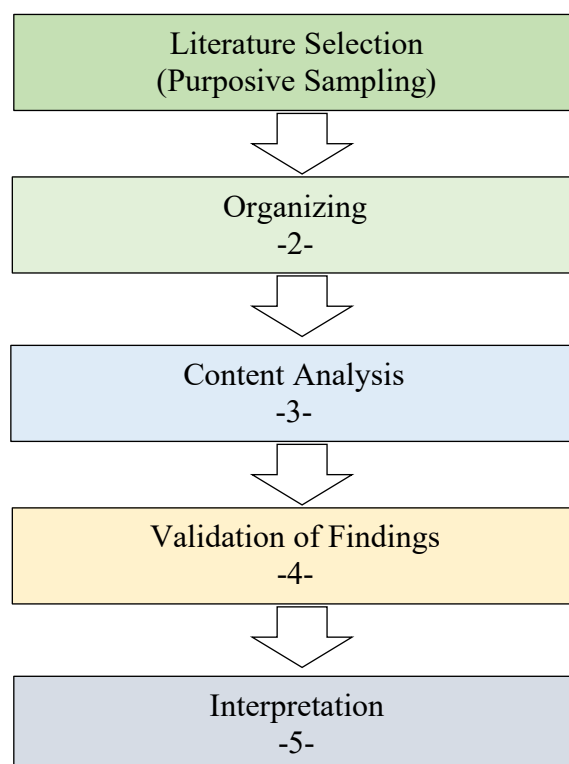 Literature Selection
(Purposive Sampling)
Organizing
-2-
Content Analysis
-3-
Validation of Findings
-4-
Interpretation
-5-